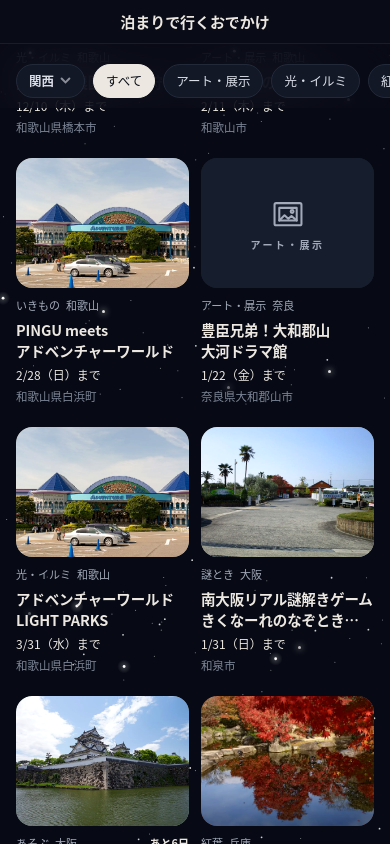 泊まりで行くおでかけ
関西
すべて
アート・展示
光・イルミ
12/10（木）まで
2/11（木）まで
和歌山県橋本市
和歌山市
アート・展示
いきもの 和歌山
アート・展示 奈良
PINGU meets
アドベンチャーワールド
豊臣兄弟！大和郡山
大河ドラマ館
2/28（日）まで
1/22（金）まで
和歌山県白浜町
奈良県大和郡山市
光・イルミ 和歌山
謎とき 大阪
アドベンチャーワールド
LIGHT PARKS
南大阪リアル謎解きゲーム
きくなーれのなぞとき…
3/31（水）まで
1/31（日）まで
和歌山県白浜町
和泉市
あそぶ 大阪
あと6日
紅葉 兵庫